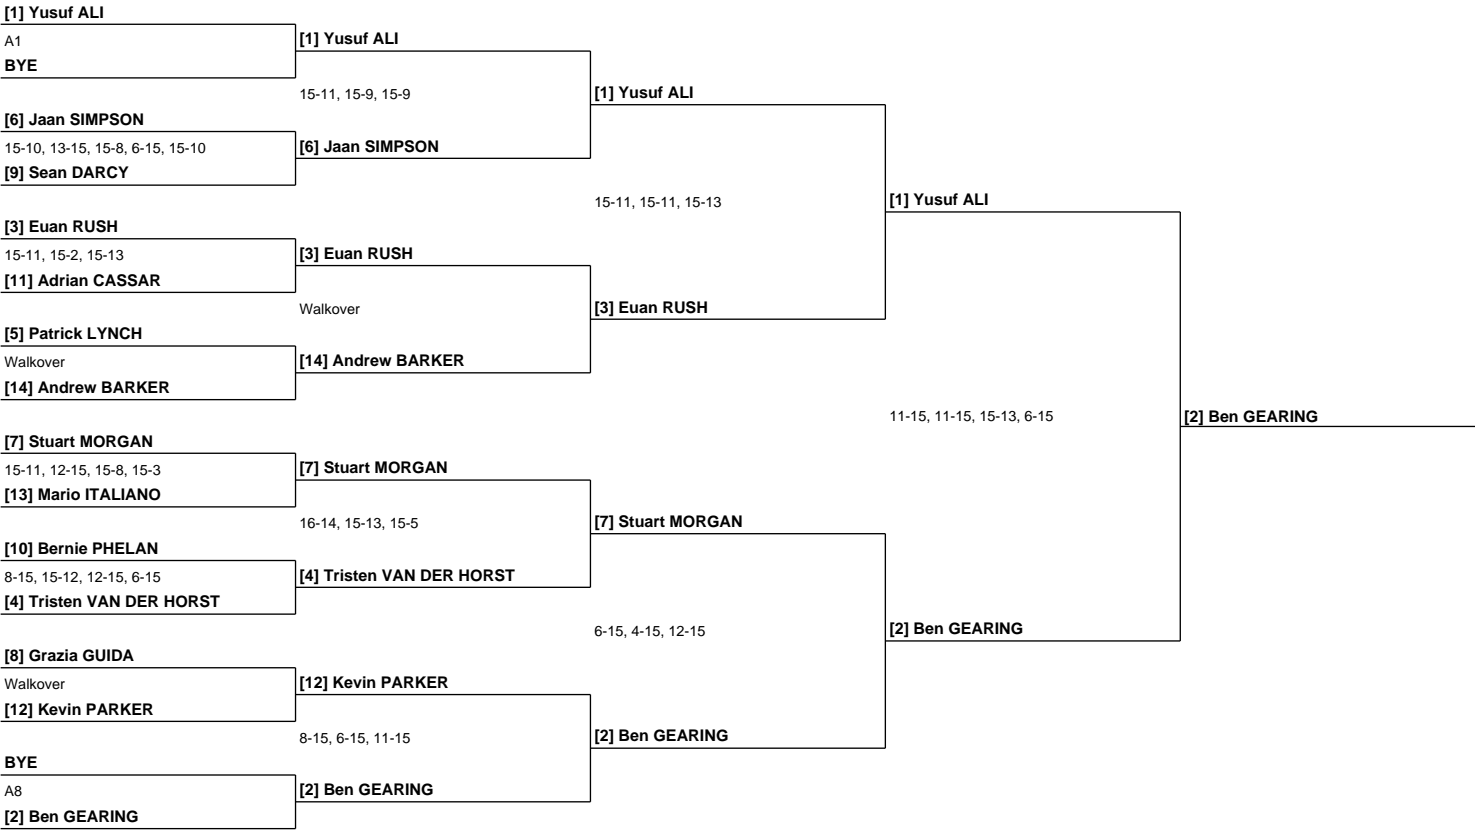 [1] Yusuf ALI
A1
BYE
[6] Jaan SIMPSON
15-10, 13-15, 15-8, 6-15, 15-10
[9] Sean DARCY
[3] Euan RUSH
15-11, 15-2, 15-13
[11] Adrian CASSAR
[5] Patrick LYNCH
Walkover
[14] Andrew BARKER
[7] Stuart MORGAN
15-11, 12-15, 15-8, 15-3
[13] Mario ITALIANO
[10] Bernie PHELAN
8-15, 15-12, 12-15, 6-15
[4] Tristen VAN DER HORST
[8] Grazia GUIDA
Walkover
[12] Kevin PARKER
BYE
A8
[2] Ben GEARING
[1] Yusuf ALI
15-11, 15-9, 15-9
[6] Jaan SIMPSON
[3] Euan RUSH
Walkover
[14] Andrew BARKER
[7] Stuart MORGAN
16-14, 15-13, 15-5
[4] Tristen VAN DER HORST
[12] Kevin PARKER
8-15, 6-15, 11-15
[2] Ben GEARING
[1] Yusuf ALI
15-11, 15-11, 15-13
[3] Euan RUSH
[7] Stuart MORGAN
6-15, 4-15, 12-15
[2] Ben GEARING
[1] Yusuf ALI
11-15, 11-15, 15-13, 6-15
[2] Ben GEARING
[2] Ben GEARING